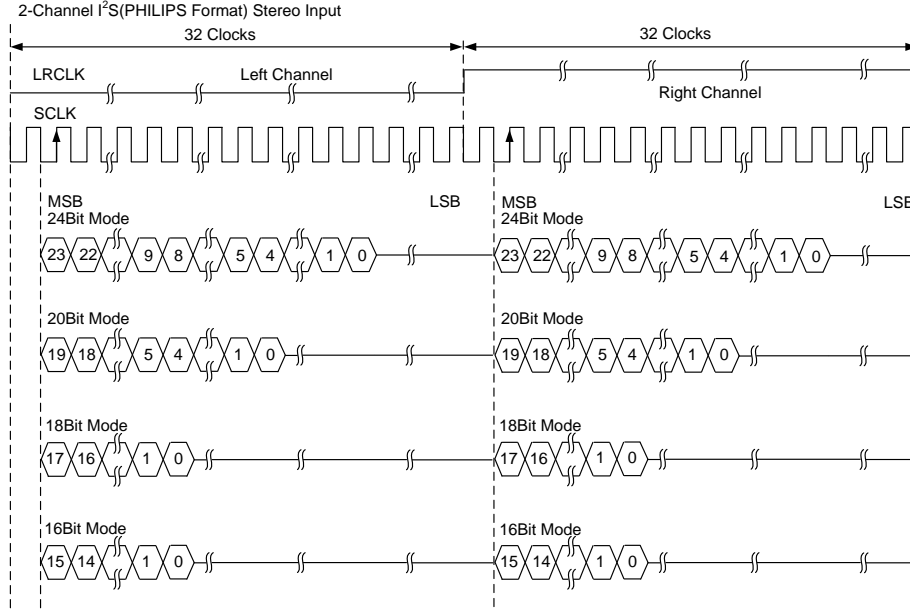 2-Channel I²S(PHILIPS Format) Stereo Input
32 Clocks 32 Clocks
LRCLK Left Channel
Right Channel
SCLK
MSB LSB MSB LSB
24Bit Mode 24Bit Mode
23 22 9 8 5 4 1 0 23 22 9 8 5 4 1 0
20Bit Mode 20Bit Mode
19 18 5 4 1 0 19 18 5 4 1 0
18Bit Mode 18Bit Mode
17 16 1 0 17 16 1 0
16Bit Mode 16Bit Mode
15 14 1 0 15 14 1 0